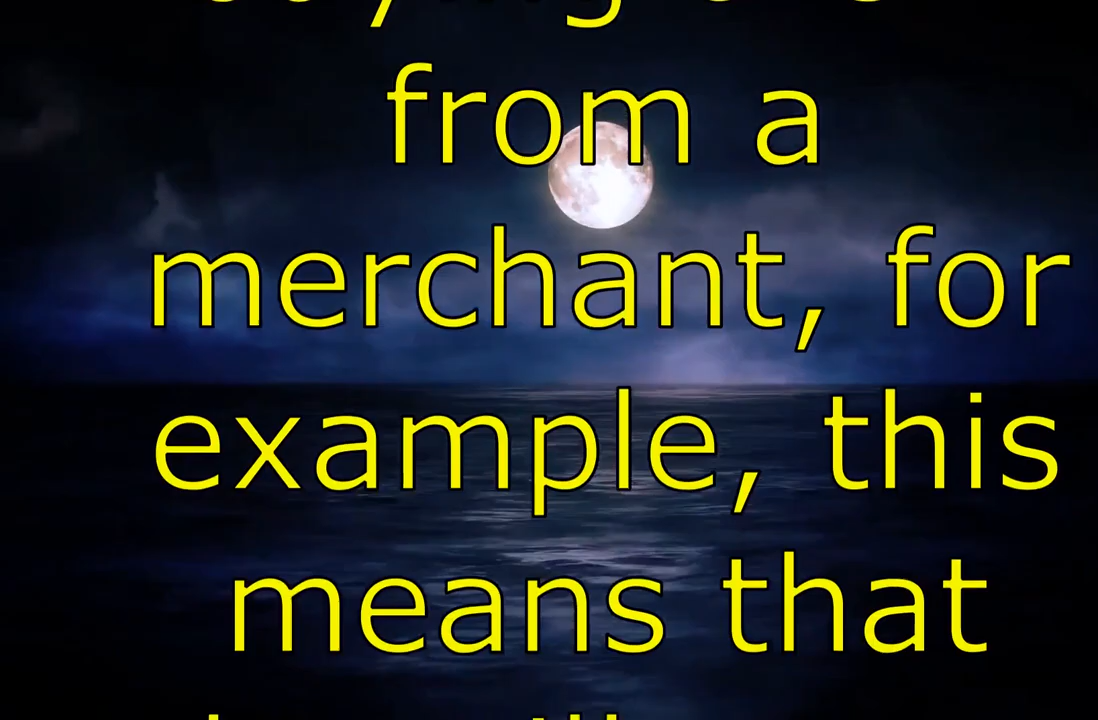 from a
merchant, for
example, this
means that